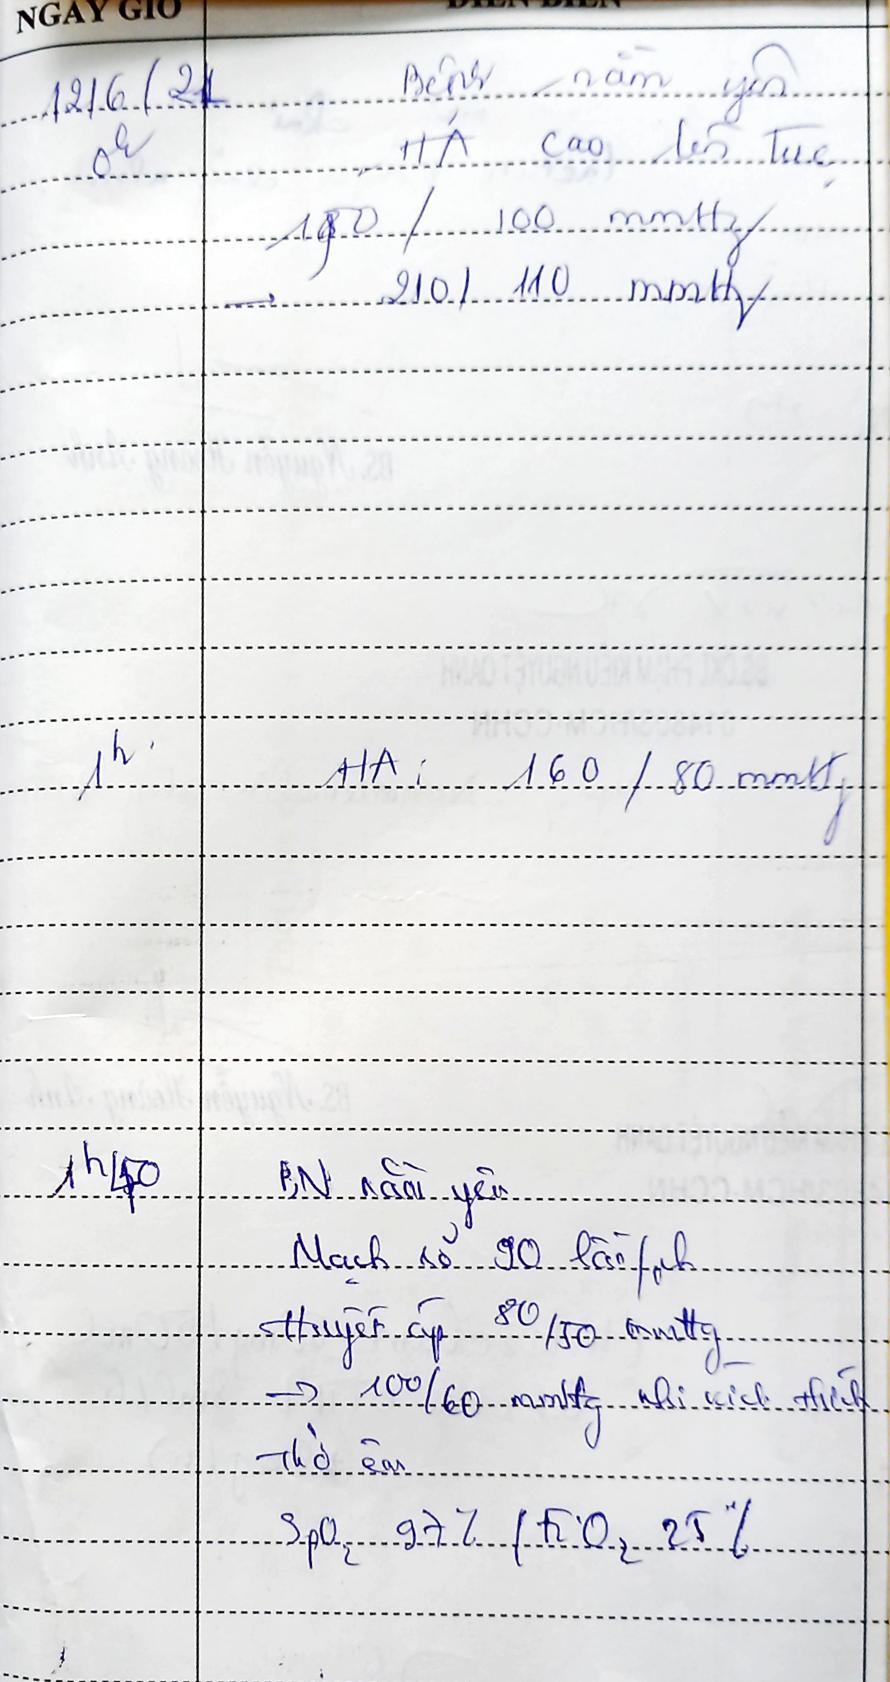 NGÀY GIỜ DIỄN BIẾN
12/6/21 Bệnh nằm yên
0h HA cao liên tục
190/100 mmHg
→ 210/110 mmHg
1h HA: 160/80 mmHg
1h40 BN nằm yên
Mạch số 90 lần/ph
Huyết áp 80/50 mmHg
→ 100/60 mmHg khi kích thích
Thở êm
SpO2 97% / FiO2 25%